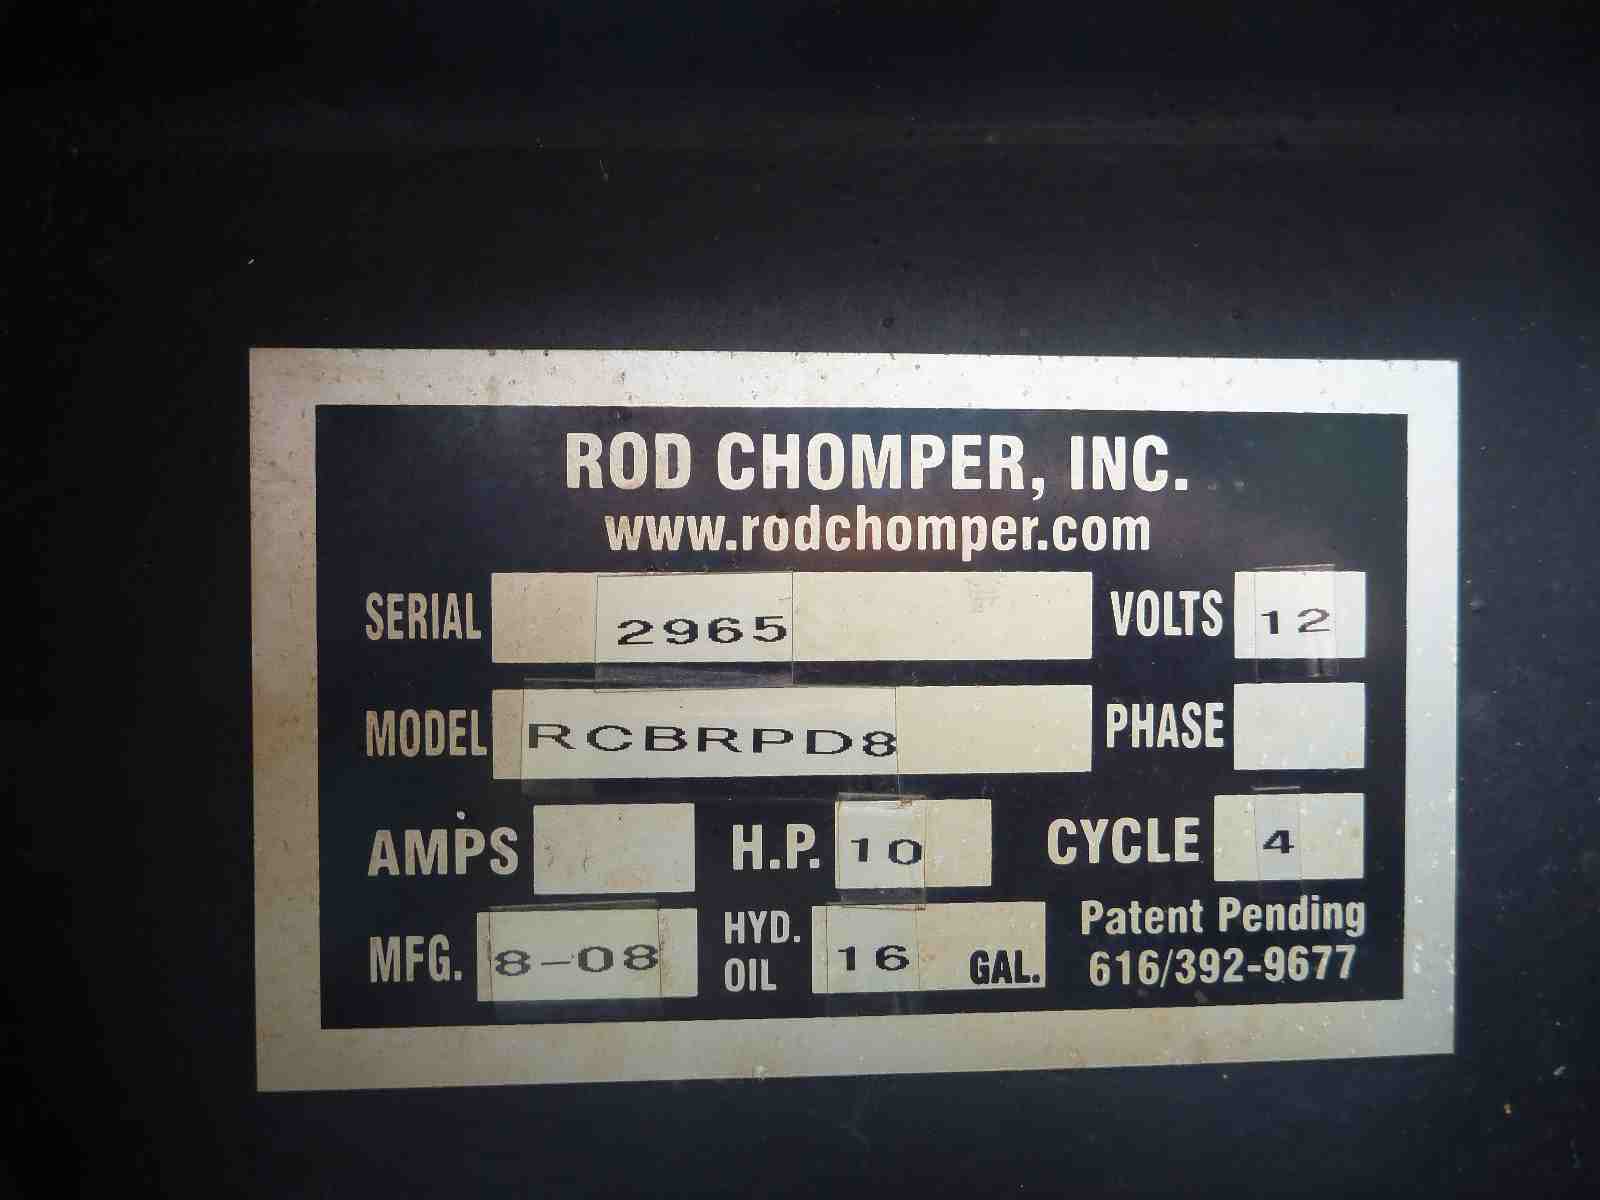 ROD CHOMPER, INC.
www.rodchomper.com
SERIAL 2965 VOLTS 12
MODEL RCBRPD8 PHASE
AMPS H.P. 10 CYCLE 4
MFG. 8-08 HYD. OIL 16 GAL. Patent Pending
616/392-9677